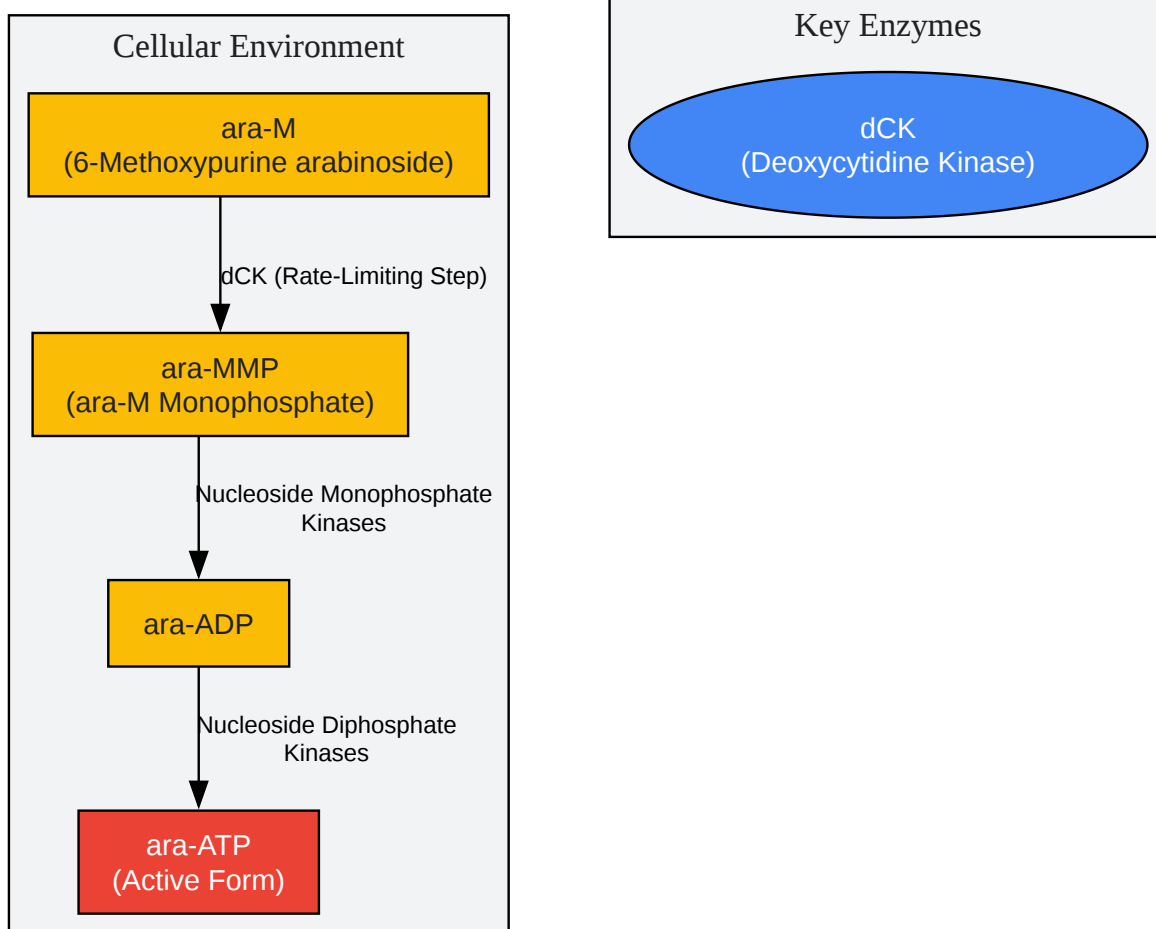 Cellular Environment
ara-M
(6-Methoxypurine arabinoside)
dCK (Rate-Limiting Step)
ara-MMP
(ara-M Monophosphate)
Nucleoside Monophosphate
Kinases
ara-ADP
Nucleoside Diphosphate
Kinases
ara-ATP
(Active Form)
Key Enzymes
dCK
(Deoxycytidine Kinase)